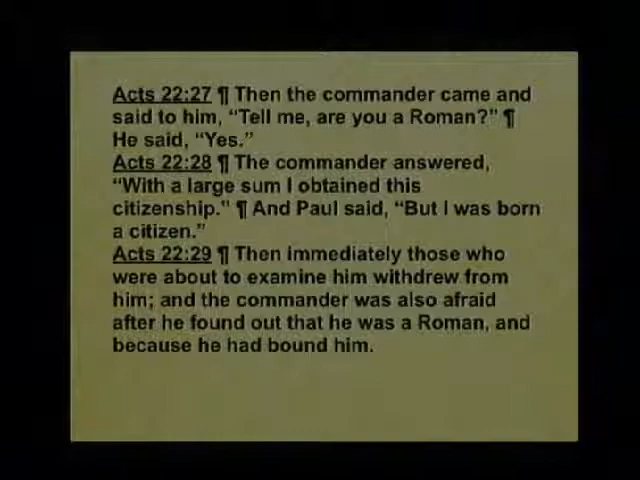 Acts 22:27 ¶ Then the commander came and
said to him, “Tell me, are you a Roman?” ¶
He said, “Yes.”
Acts 22:28 ¶ The commander answered,
“With a large sum I obtained this
citizenship.” ¶ And Paul said, “But I was born
a citizen.”
Acts 22:29 ¶ Then immediately those who
were about to examine him withdrew from
him; and the commander was also afraid
after he found out that he was a Roman, and
because he had bound him.